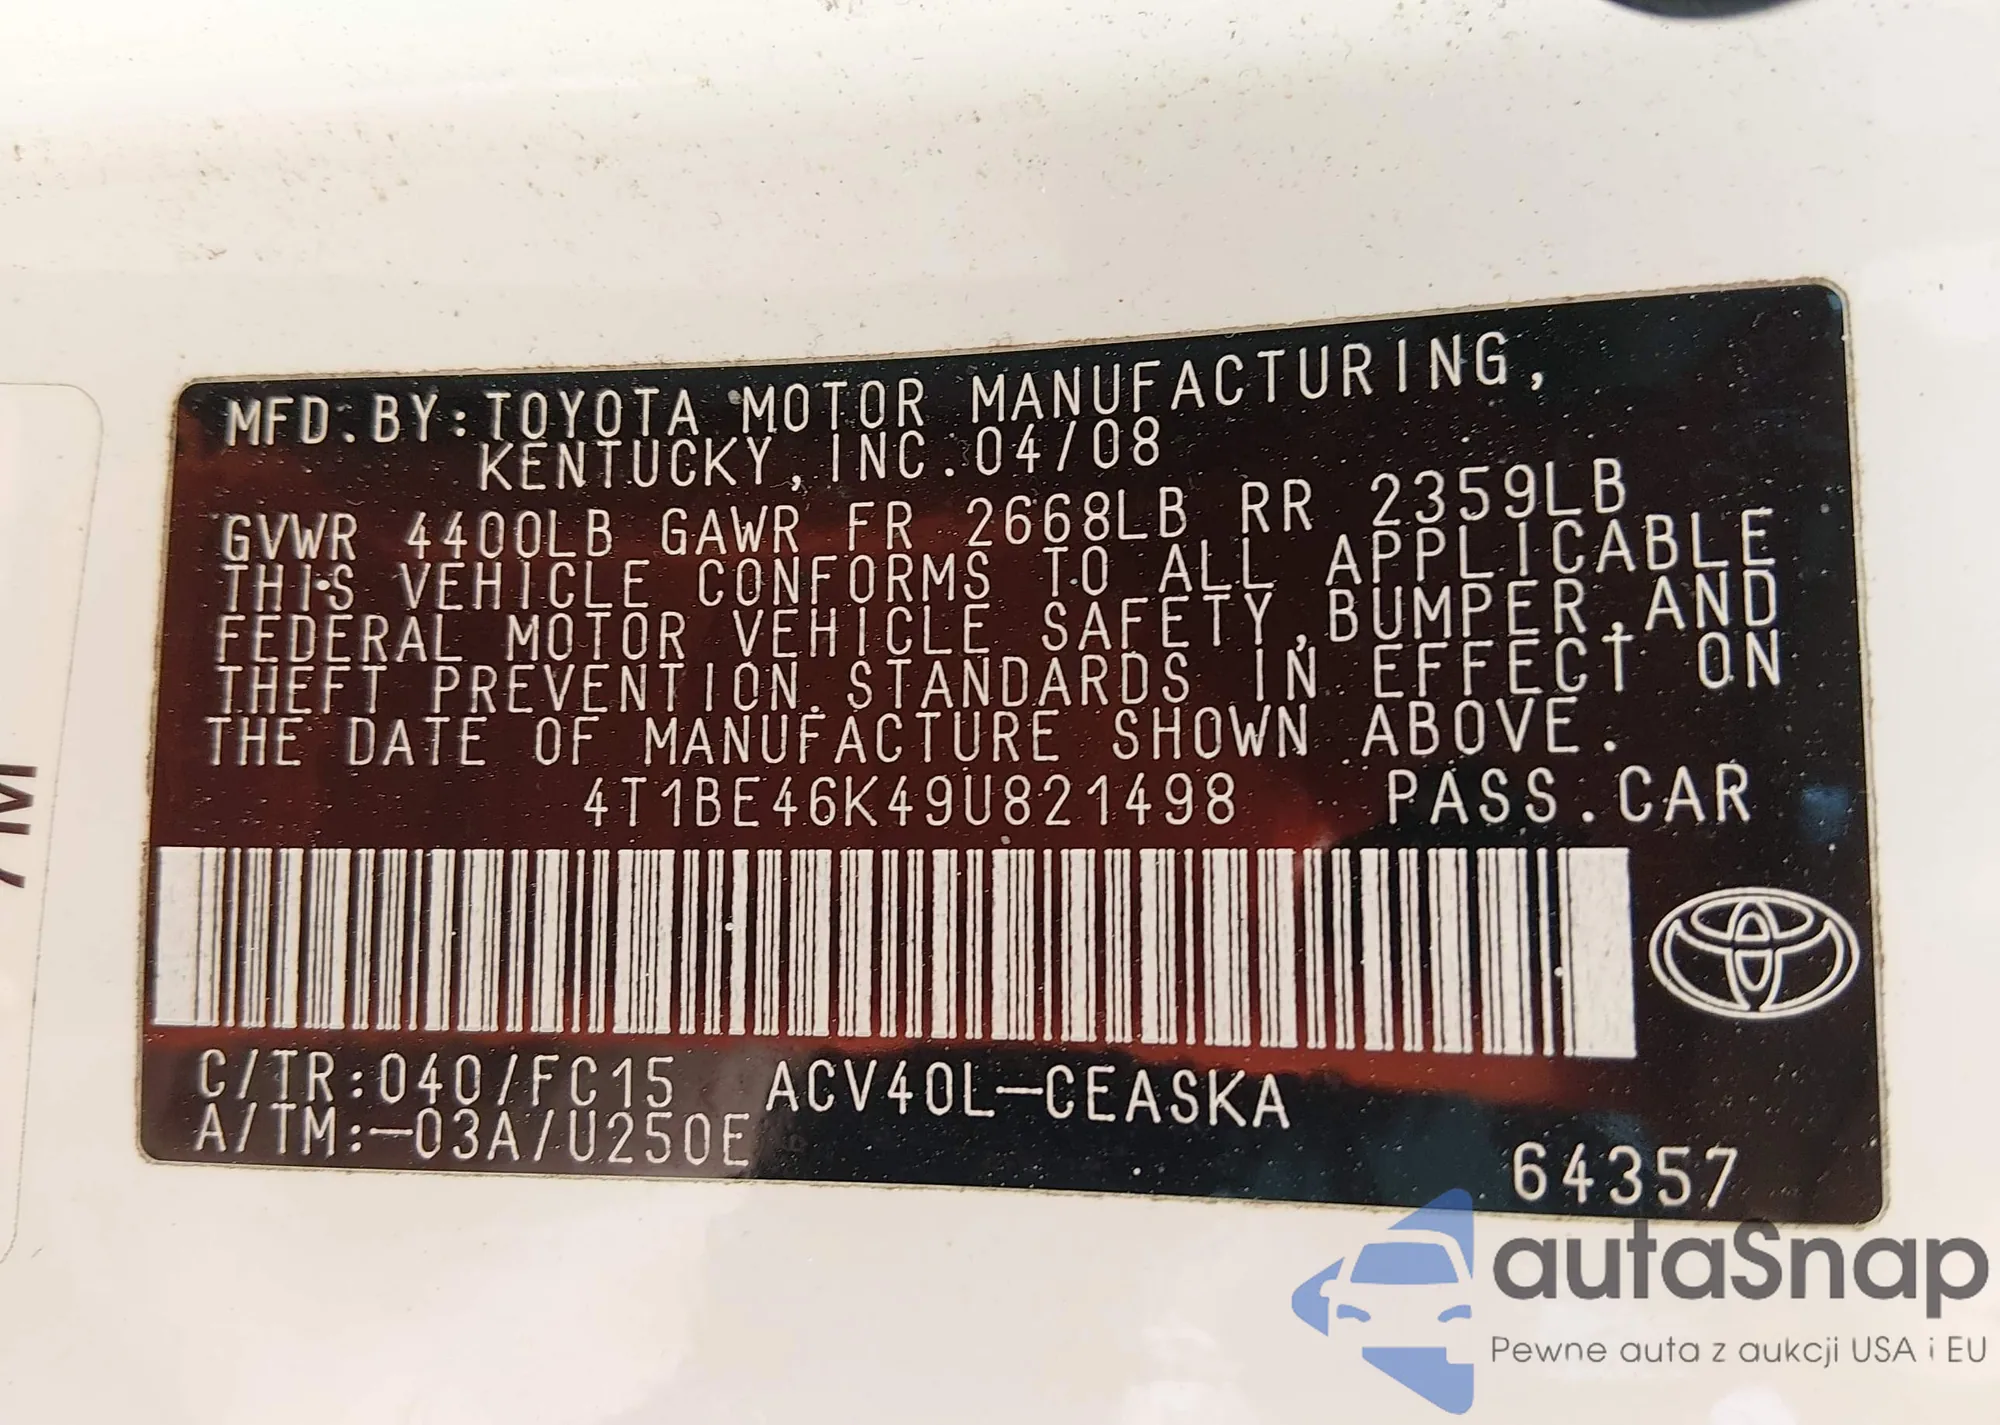 MFD.BY:TOYOTA MOTOR MANUFACTURING,
KENTUCKY,INC.04/08
GVWR 4400LB GAWR FR 2668LB RR 2359LB
THIS VEHICLE CONFORMS TO ALL APPLICABLE
FEDERAL MOTOR VEHICLE SAFETY,BUMPER,AND
THEFT PREVENTION STANDARDS IN EFFECT ON
THE DATE OF MANUFACTURE SHOWN ABOVE.
4T1BE46K49U821498 PASS.CAR
C/TR:040/FC15 ACV40L-CEASKA
A/TM:-03A/U250E
64357
7M
autaSnap
Pewne auta z aukcji USA i EU